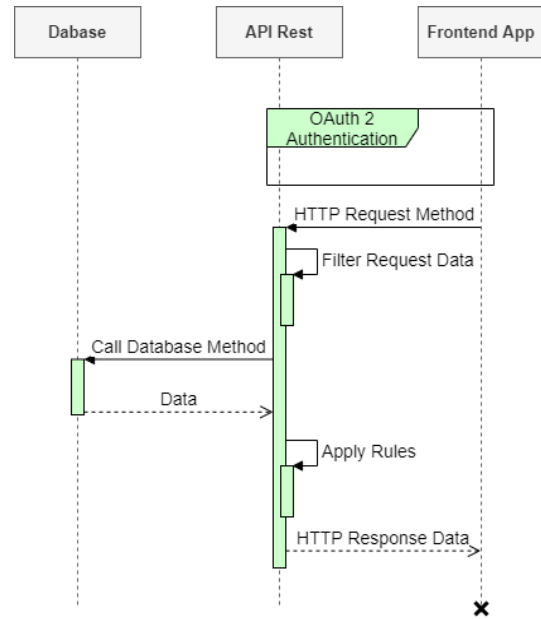 Dabase
API Rest
Frontend App
OAuth 2
Authentication
HTTP Request Method
Filter Request Data
Call Database Method
Data
Apply Rules
HTTP Response Data